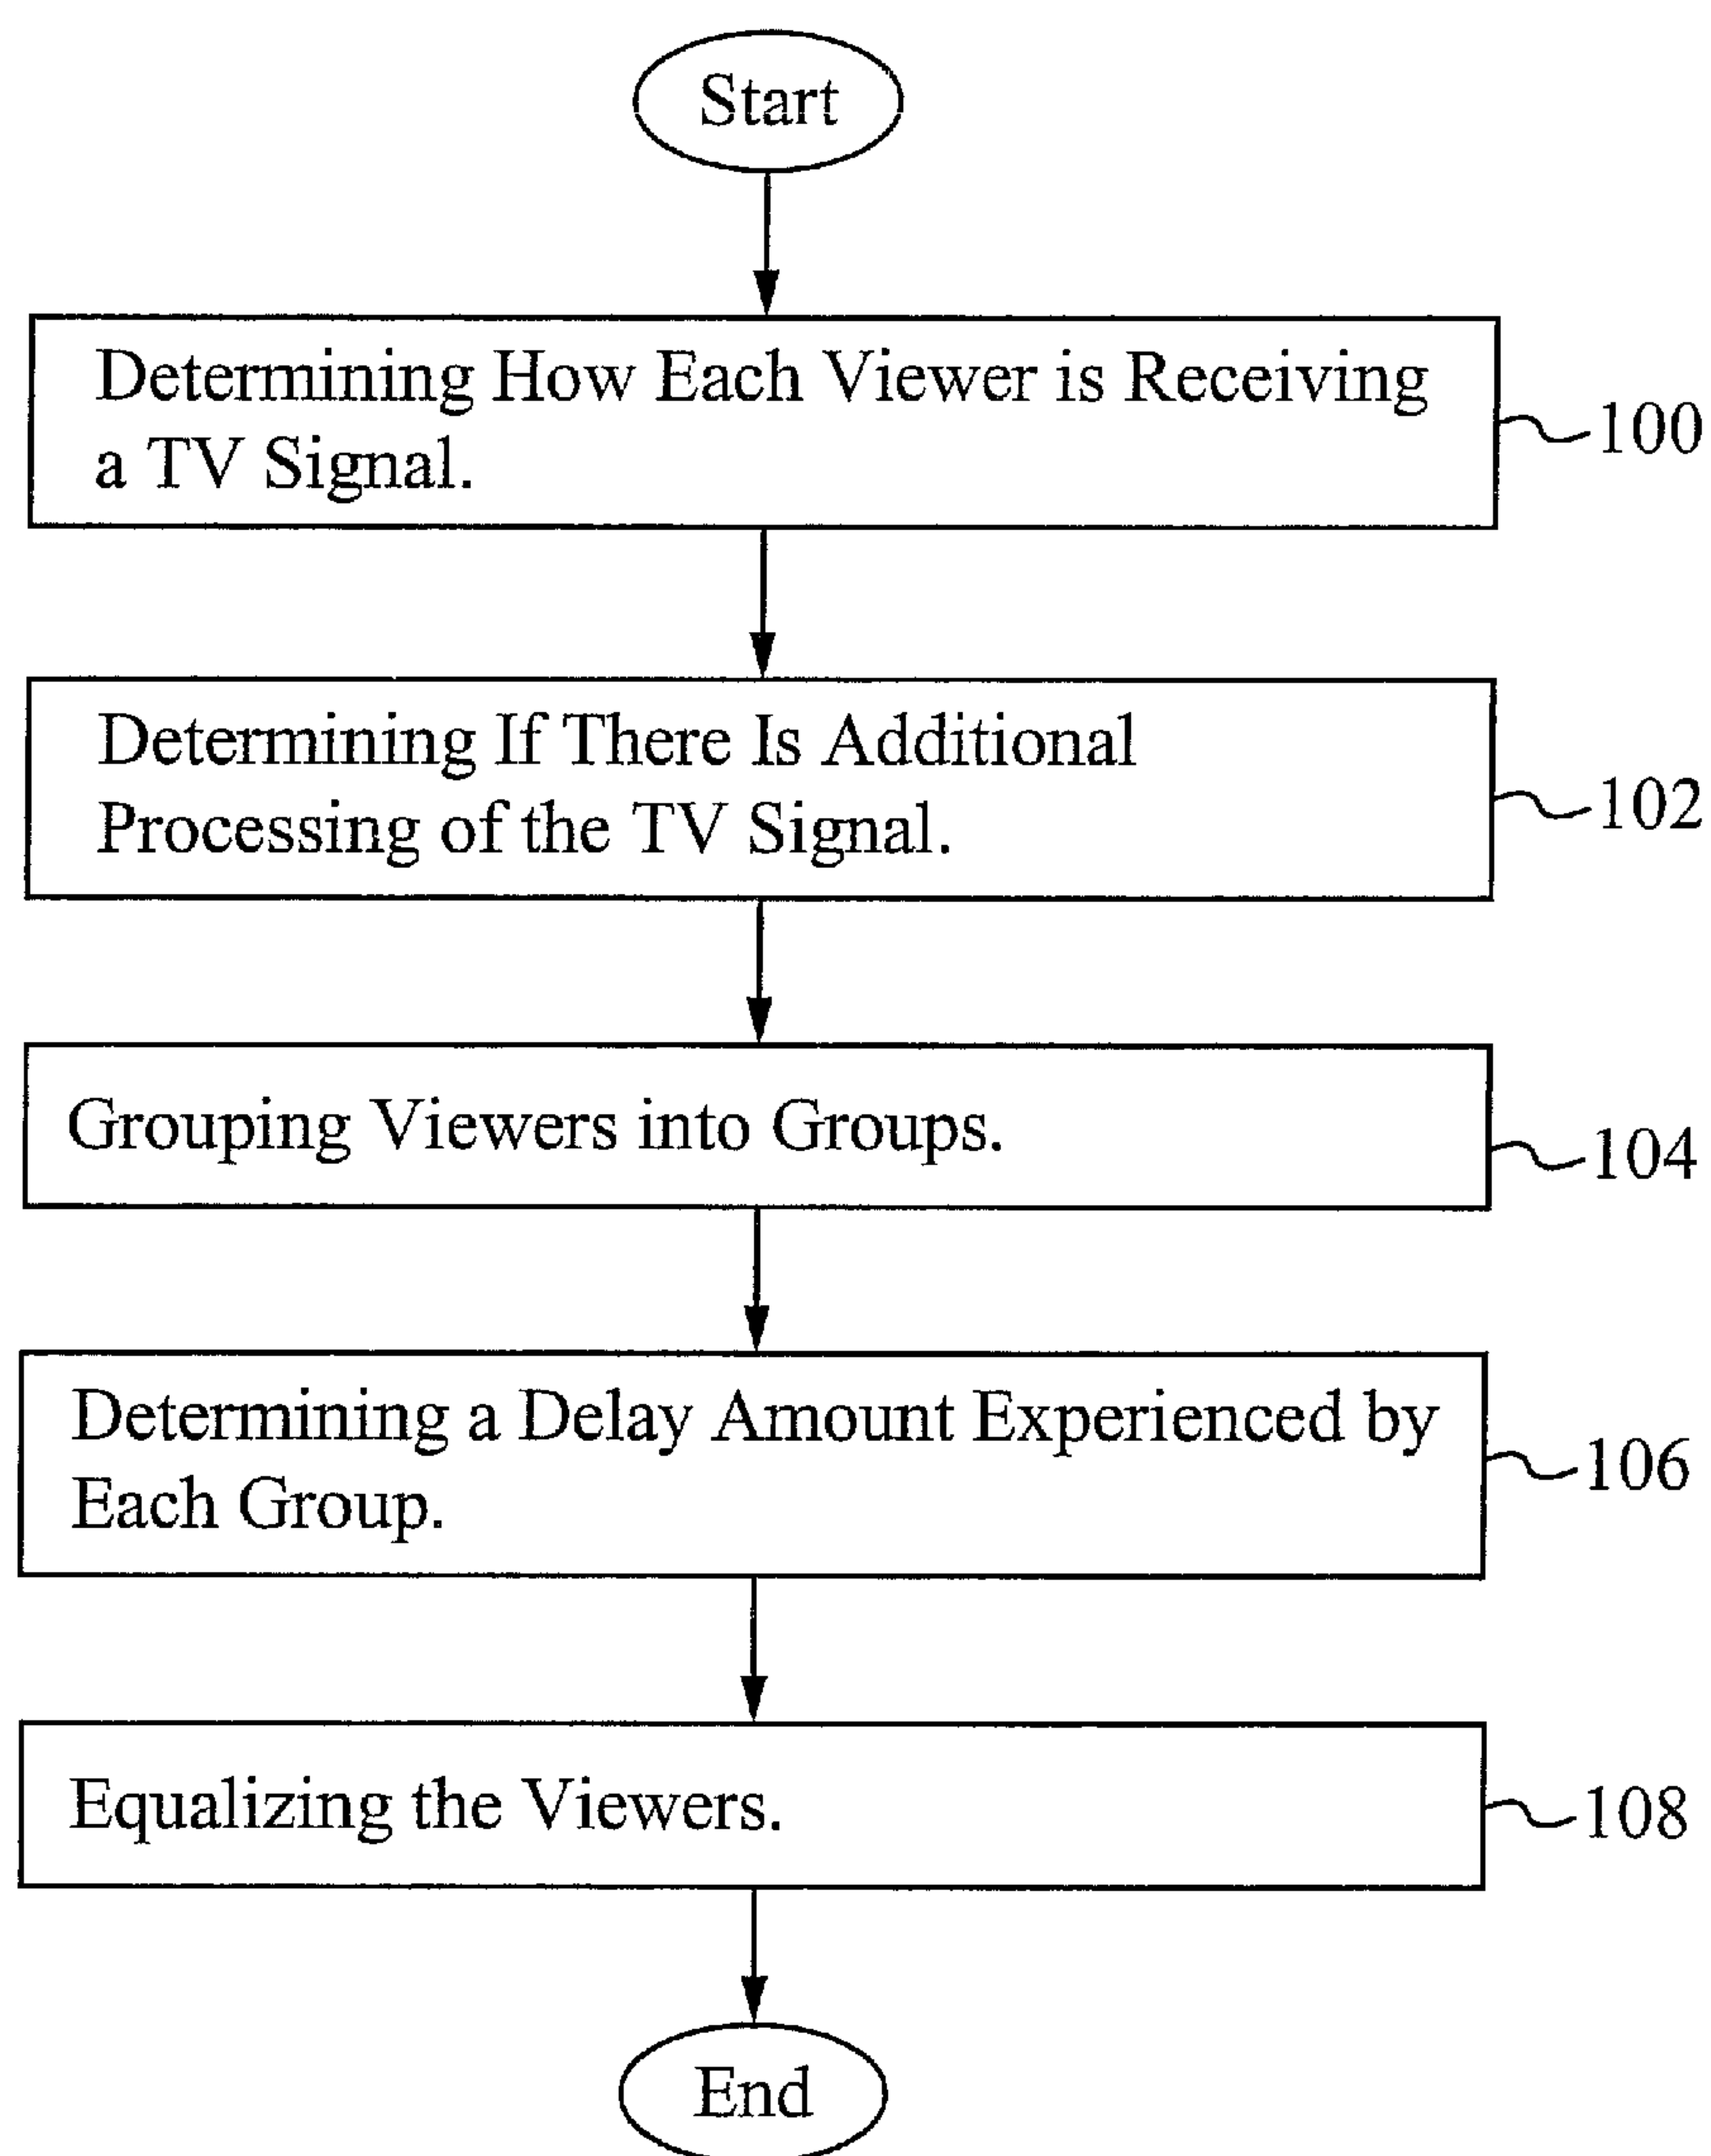 Start
Determining How Each Viewer is Receiving
a TV Signal.
100
Determining If There Is Additional
Processing of the TV Signal.
102
Grouping Viewers into Groups.
104
Determining a Delay Amount Experienced by
Each Group.
106
Equalizing the Viewers.
108
End